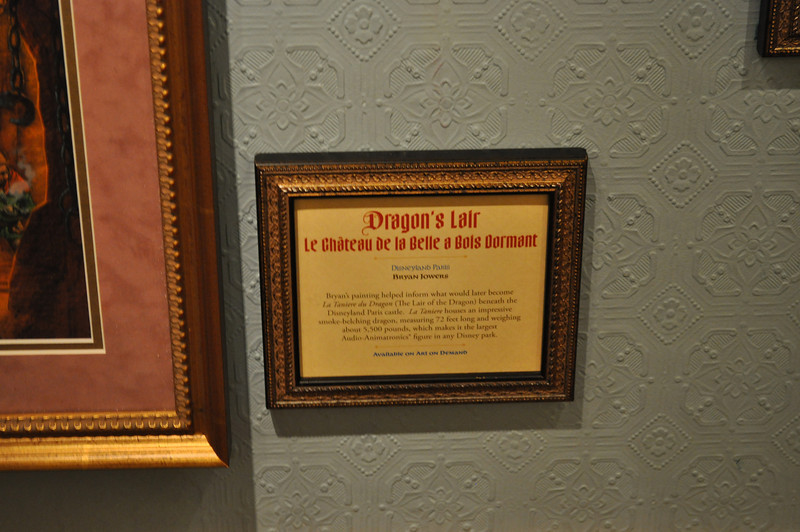 Dragon's Lair
Le Château de la Belle a Bois Dormant
Disneyland Paris
Bryan Jowers
Bryan's painting helped inform what would later become
La Taniere du Dragon (The Lair of the Dragon) beneath the
Disneyland Paris castle. La Taniere houses an impressive
smoke-belching dragon, measuring 72 feet long and weighing
about 5,500 pounds, which makes it the largest
Audio-Animatronics® figure in any Disney park.
Available on Art on Demand